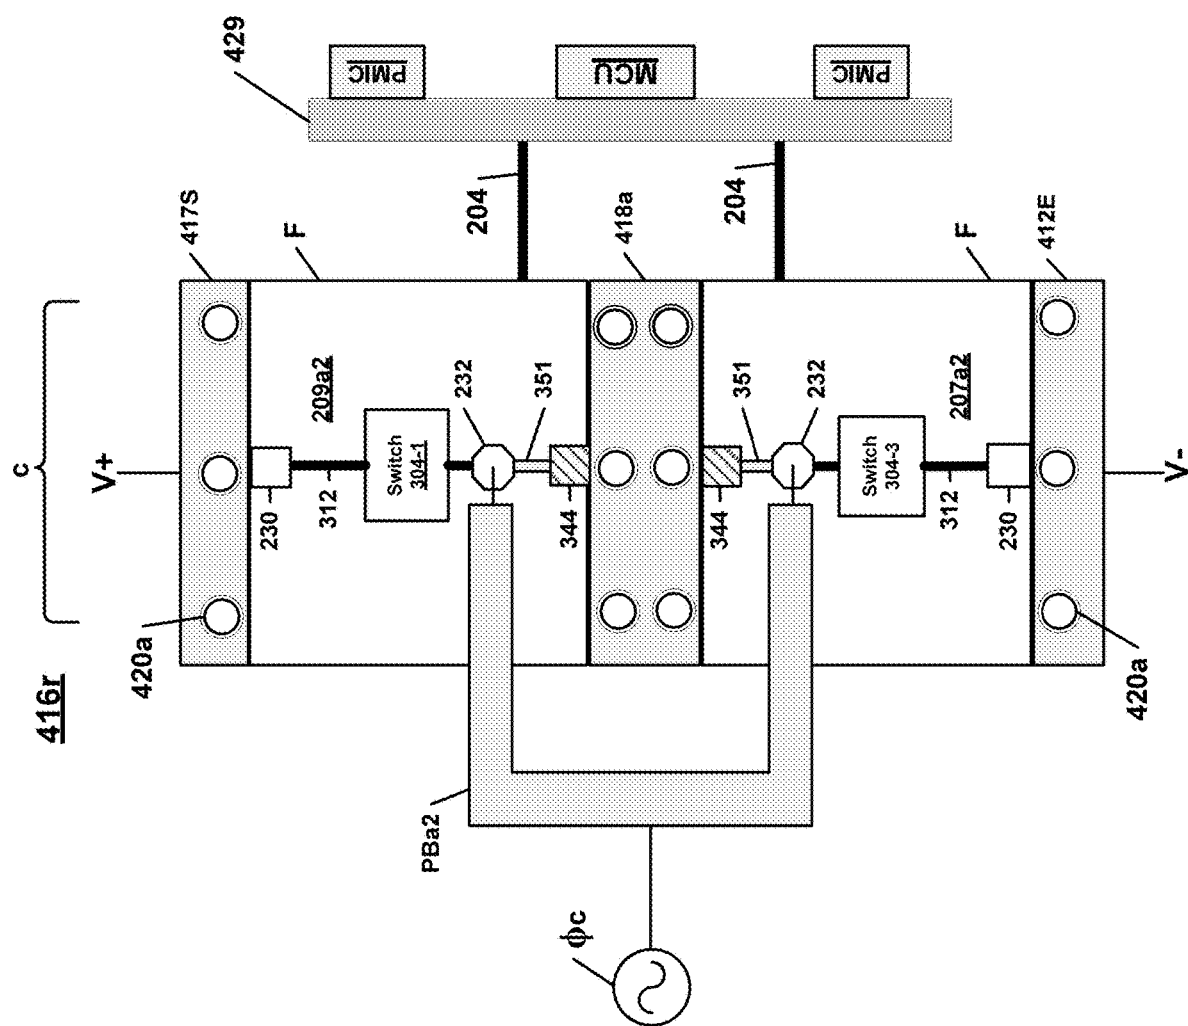 c
429
PMIC
V+
417S
F
MCU
PMIC
204
209a2
232
351
418a
204
351
232
207a2
F
412E
230
312
Switch
304-1
344
344
Switch
304-3
312
230
V-
420a
416r
420a
PBa2
ϕc